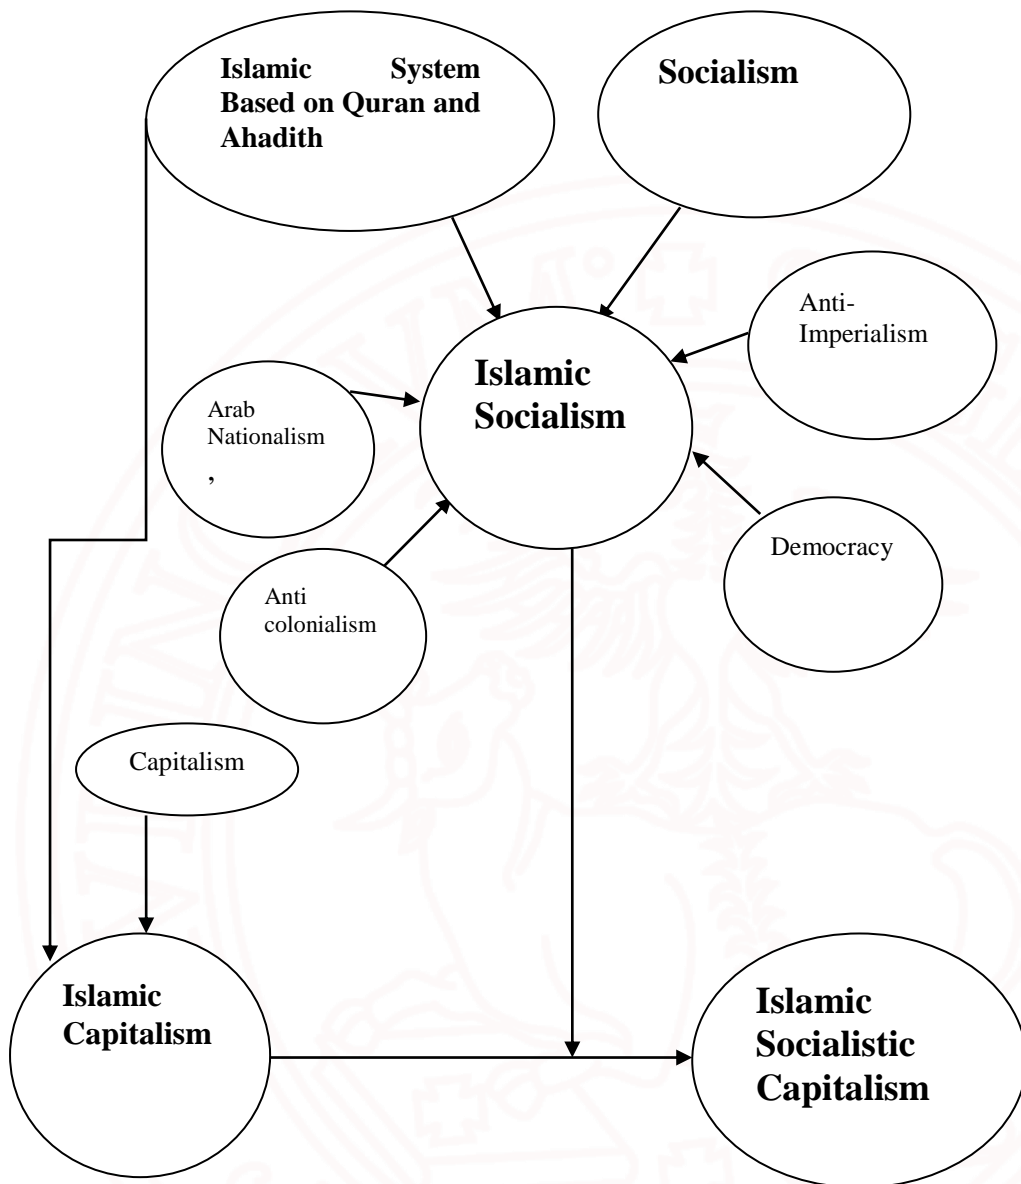 Islamic System
Based on Quran and
Ahadith
Socialism
Anti-
Imperialism
Islamic
Socialism
Arab
Nationalism
,
Democracy
Anti
colonialism
Capitalism
Islamic
Capitalism
Islamic
Socialistic
Capitalism